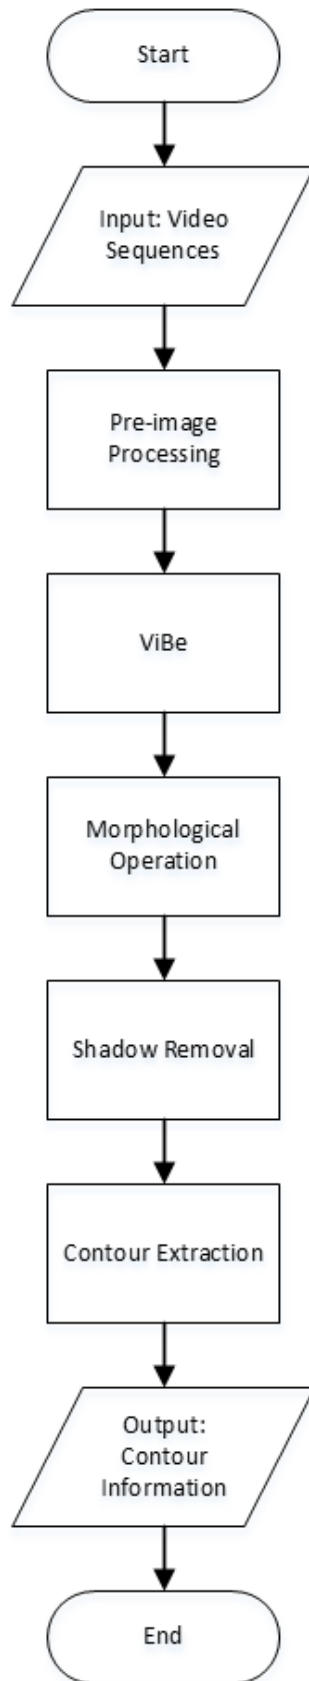 Start
Input: Video
Sequences
Pre-image
Processing
ViBe
Morphological
Operation
Shadow Removal
Contour Extraction
Output:
Contour
Information
End